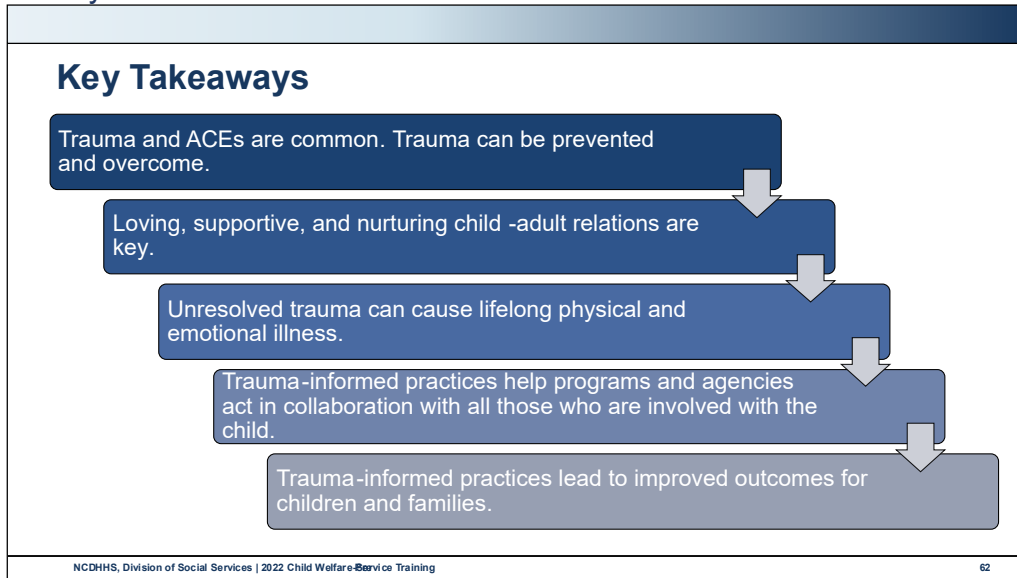 Key Takeaways
Trauma and ACEs are common. Trauma can be prevented
and overcome.
Loving, supportive, and nurturing child -adult relations are
key.
Unresolved trauma can cause lifelong physical and
emotional illness.
Trauma-informed practices help programs and agencies
act in collaboration with all those who are involved with the
child.
Trauma-informed practices lead to improved outcomes for
children and families.
NCDHHS, Division of Social Services | 2022 Child Welfare Pre-Service Training
62